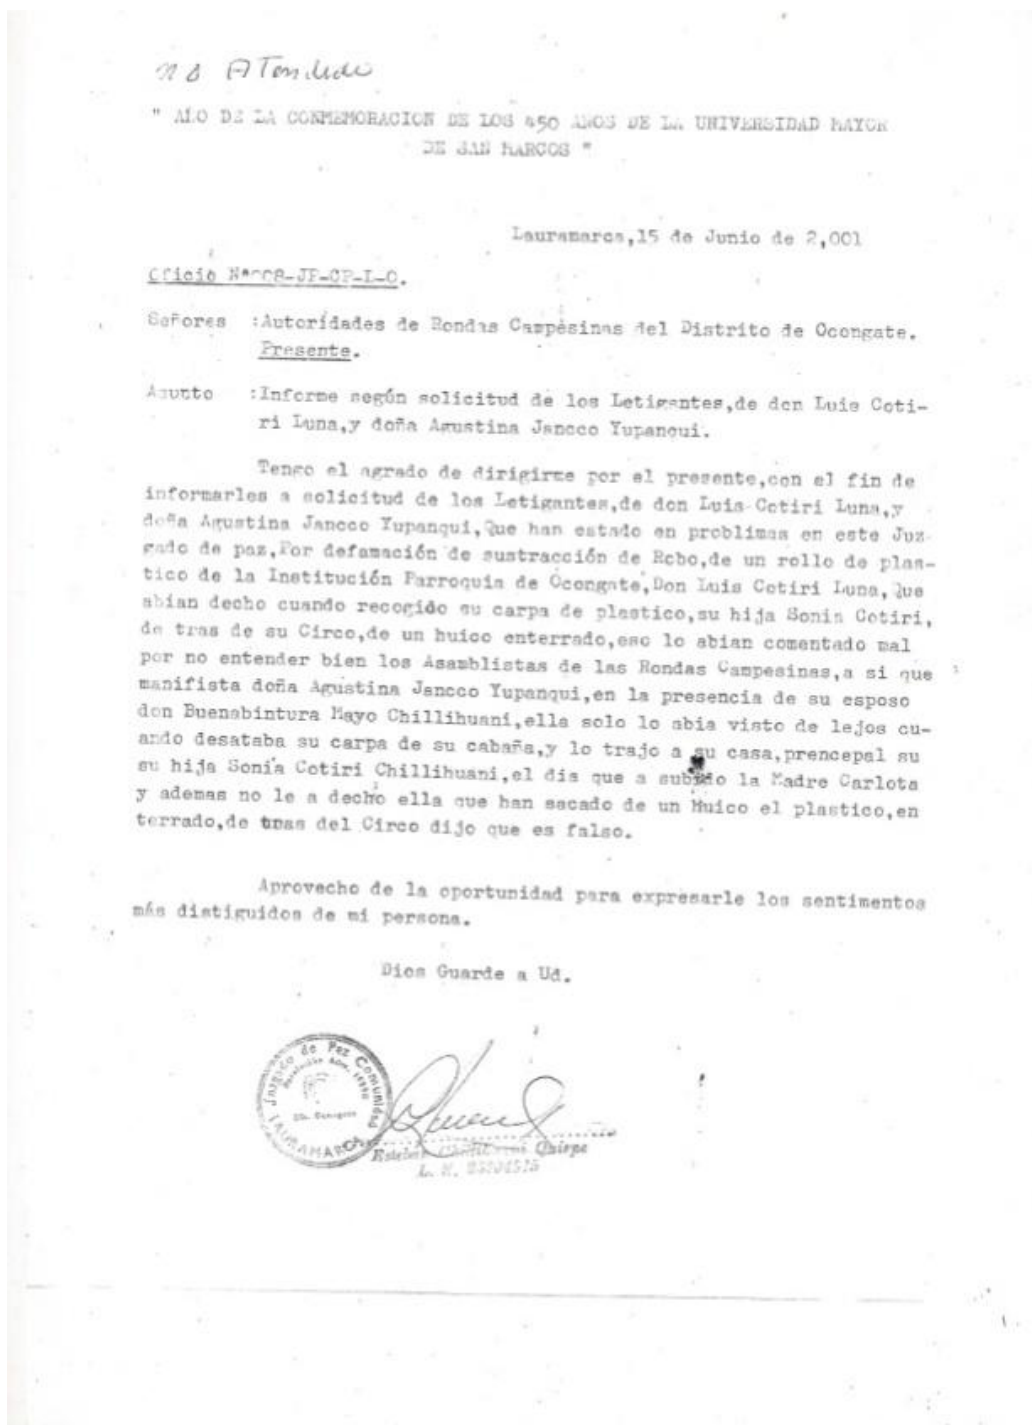 no Atendido
" AÑO DE LA CONMEMORACION DE LOS 450 AÑOS DE LA UNIVERSIDAD MAYOR
DE SAN MARCOS "
Lauramarca,15 de Junio de 2,001
Oficio
Señores :Autoridades de Rondas Campesinas del Distrito de Ocongate.
Presente.
Asunto :Informe según solicitud de los Letigantes,de don Luis Coti-
ri Luna,y doña Agustina Jancco Yupanqui.
Tengo el agrado de dirigirme por el presente,con el fin de
informarles a solicitud de los Letigantes,de don Luis Cotiri Luna,y
doña Agustina Jancco Yupanqui,Que han estado en problimas en este Juz-
gado de paz,Por defamación de sustracción de Robo,de un rollo de plas-
tico de la Institución Parroquia de Ocongate,Don Luis Cotiri Luna,Que
abian decho cuando recogido su carpa de plastico,su hija Sonia Cotiri,
de tras de su Circo,de un huico enterrado,eso lo abian comentado mal
por no entender bien los Asamblistas de las Rondas Campesinas,a si que
manifista doña Agustina Jancco Yupanqui,en la presencia de su esposo
don Buenabintura Mayo Chillihuani,ella solo lo abia visto de lejos cu-
ando desataba su carpa de su cabaña,y lo trajo a su casa,prencepal su
su hija Sonia Cotiri Chillihuani,el dia que a subido la Madre Carlota
y ademas no le a decho ella que han sacado de un Huico el plastico,en
terrado,de tras del Circo dijo que es falso.
Aprovecho de la oportunidad para expresarle los sentimentos
más distiguidos de mi persona.
Dios Guarde a Ud.
Juzgado de Paz Comunidad
LAURAMARCA
Esteban Chillihuani Quispe
L. E.